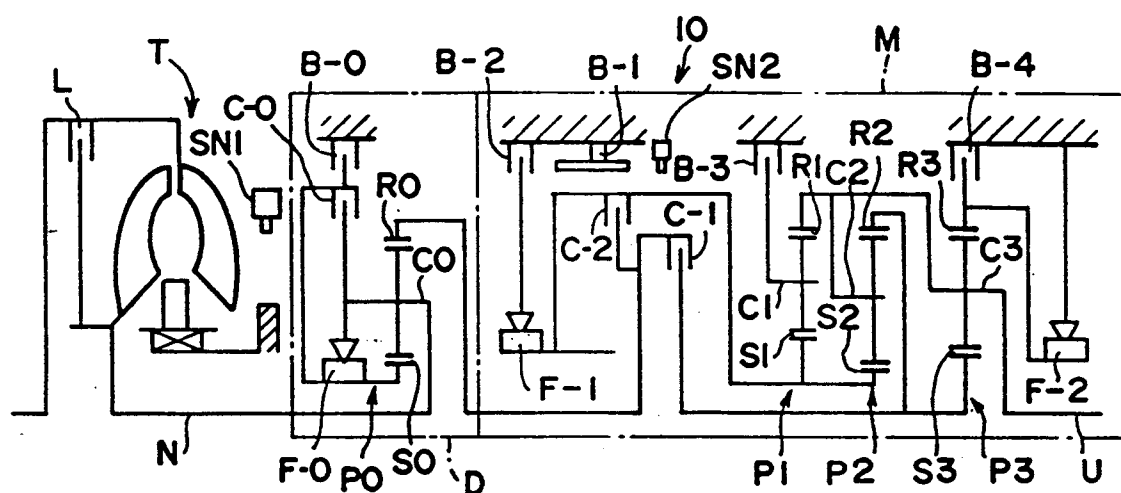 10
M
T
B-0
B-2
B-1
SN2
B-4
L
C-0
SN1
R0
B-3
R1
C2
R2
R3
C-2
C-1
C0
C1
S2
C3
S1
F-1
F-2
N
F-0
P0
S0
D
P1
P2
S3
P3
U